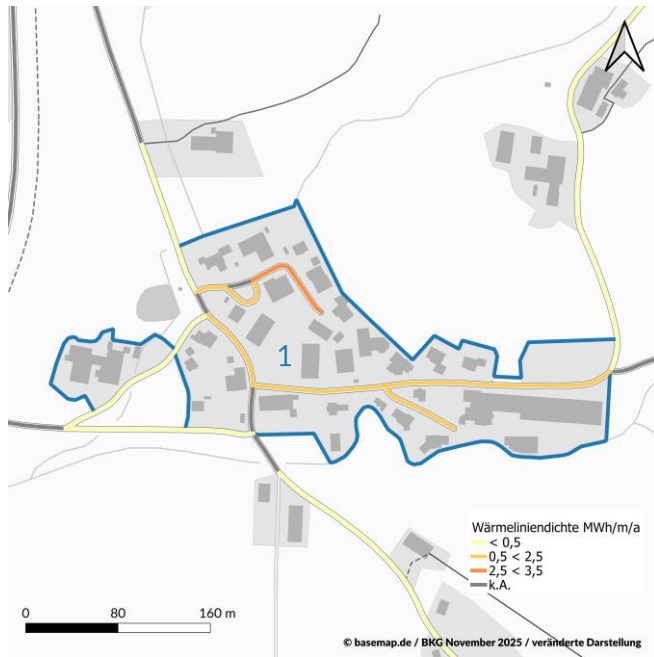 1
Wärmeliniendichte MWh/m/a
< 0,5
0,5 < 2,5
2,5 < 3,5
k.A.
0 80 160 m
© basemap.de / BKG November 2025 / veränderte Darstellung